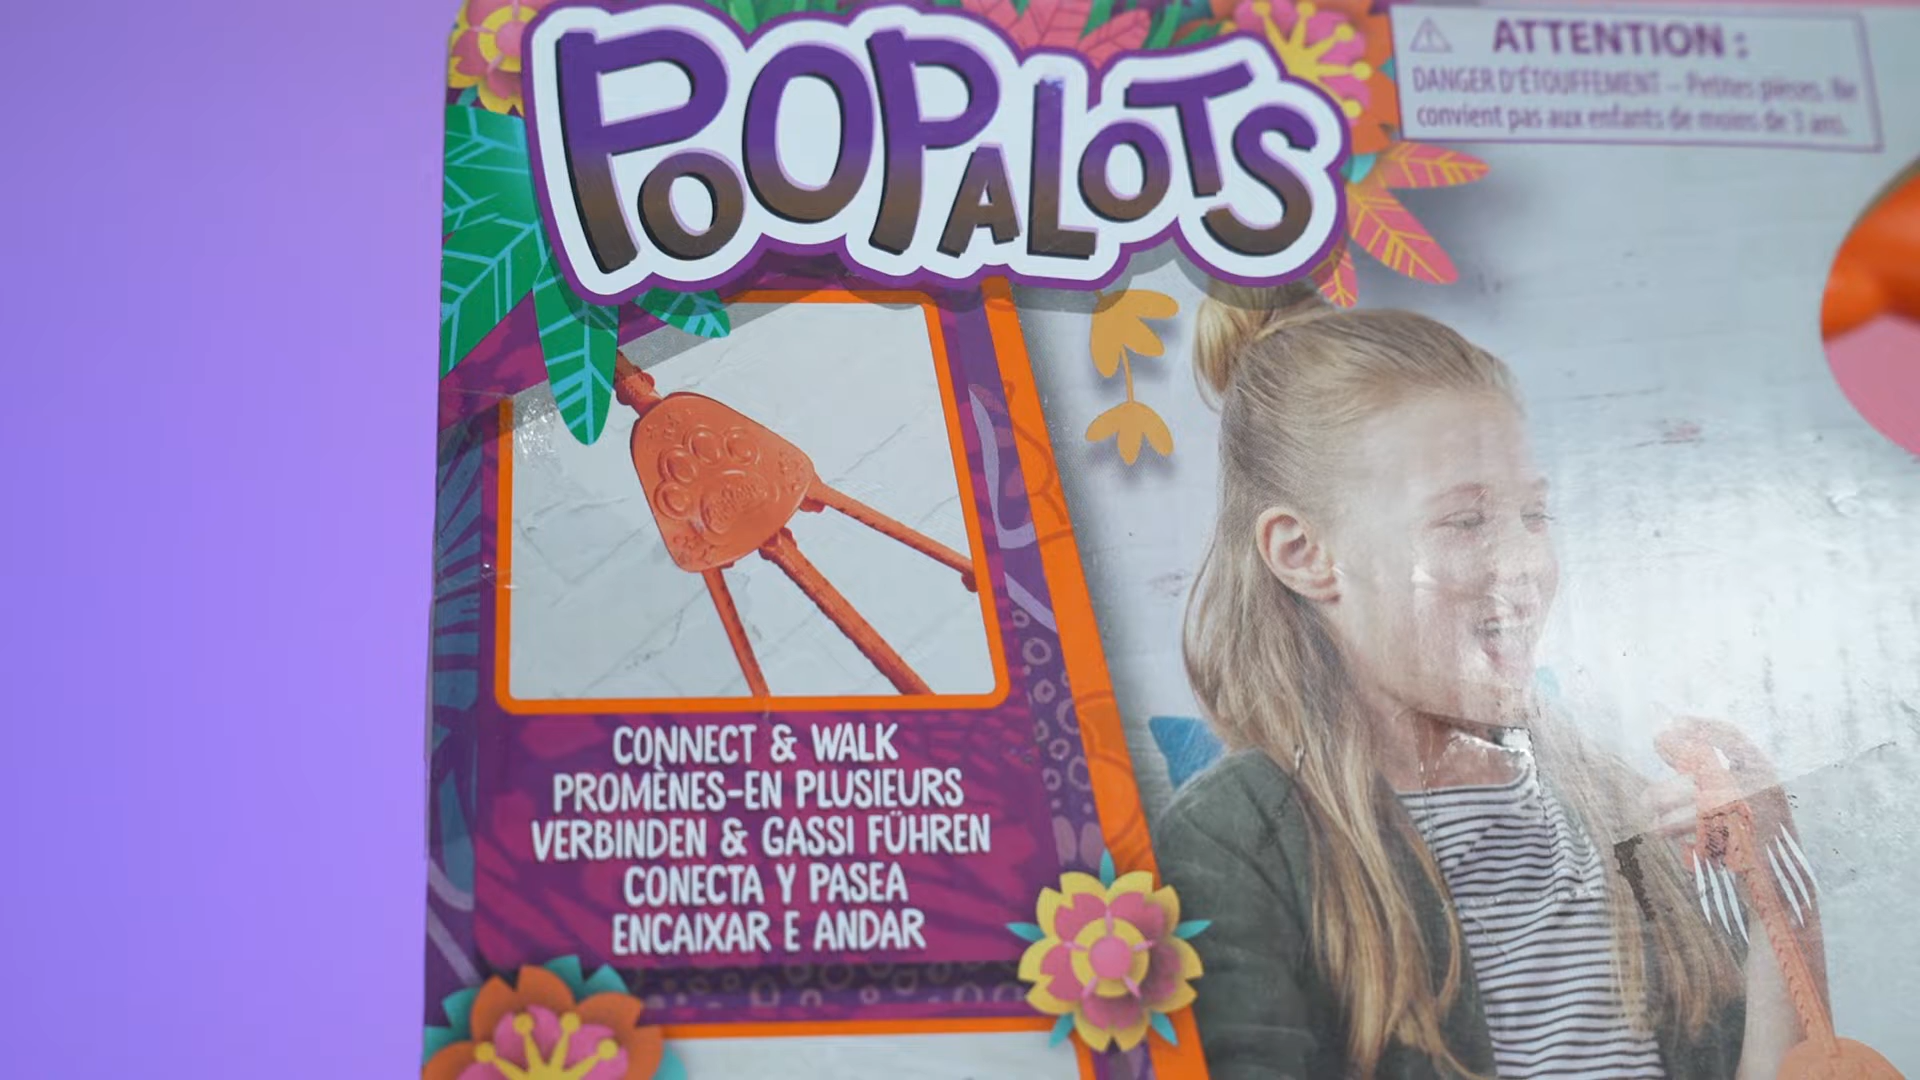 POOPALOTS
ATTENTION :
DANGER D'ÉTOUFFEMENT – Petites pièces. Ne
convient pas aux enfants de moins de 3 ans.
CONNECT & WALK
PROMÈNES-EN PLUSIEURS
VERBINDEN & GASSI FÜHREN
CONECTA Y PASEA
ENCAIXAR E ANDAR